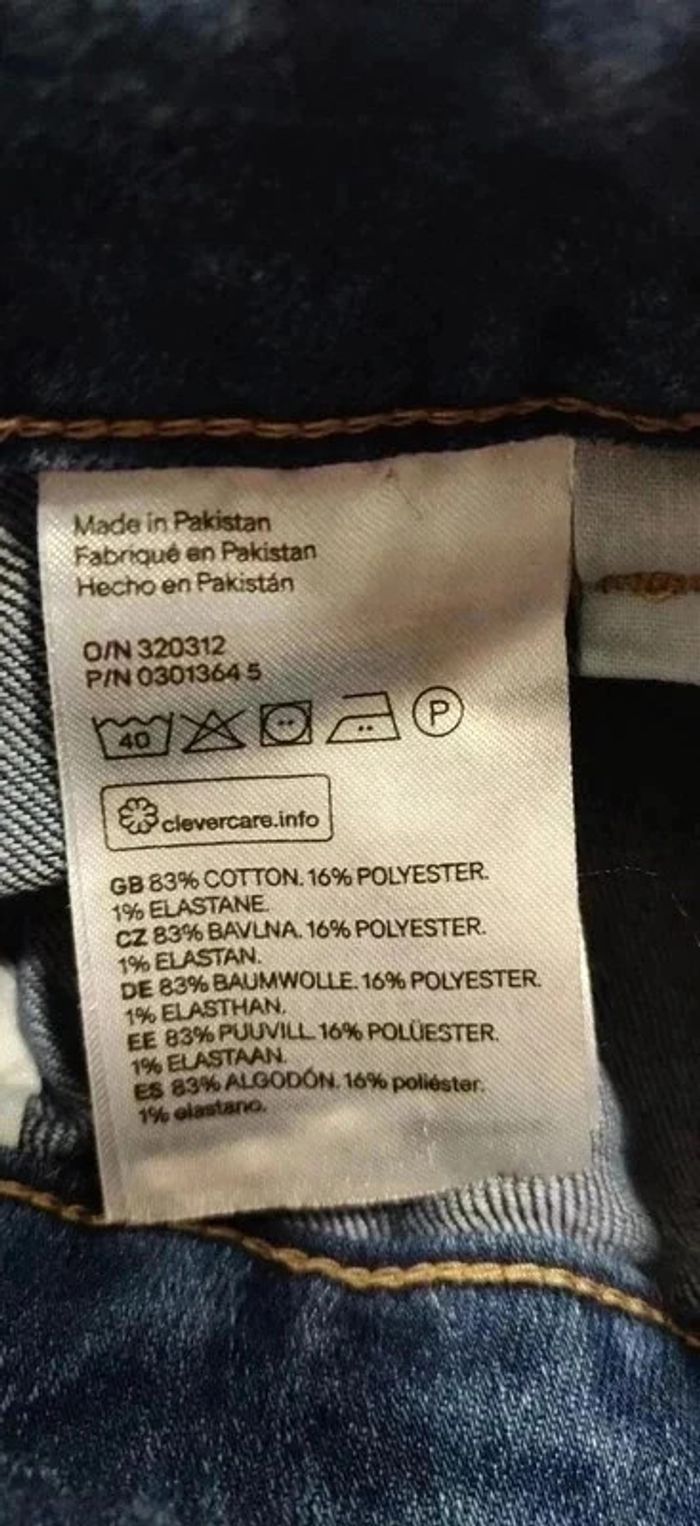 Made in Pakistan
Fabriqué en Pakistan
Hecho en Pakistán
O/N 320312
P/N 0301364 5
40 P
clevercare.info
GB 83% COTTON. 16% POLYESTER.
1% ELASTANE.
CZ 83% BAVLNA. 16% POLYESTER.
1% ELASTAN.
DE 83% BAUMWOLLE. 16% POLYESTER.
1% ELASTHAN.
EE 83% PUUVILL. 16% POLÜESTER.
1% ELASTAAN.
ES 83% ALGODÓN. 16% poliéster.
1% elastano.